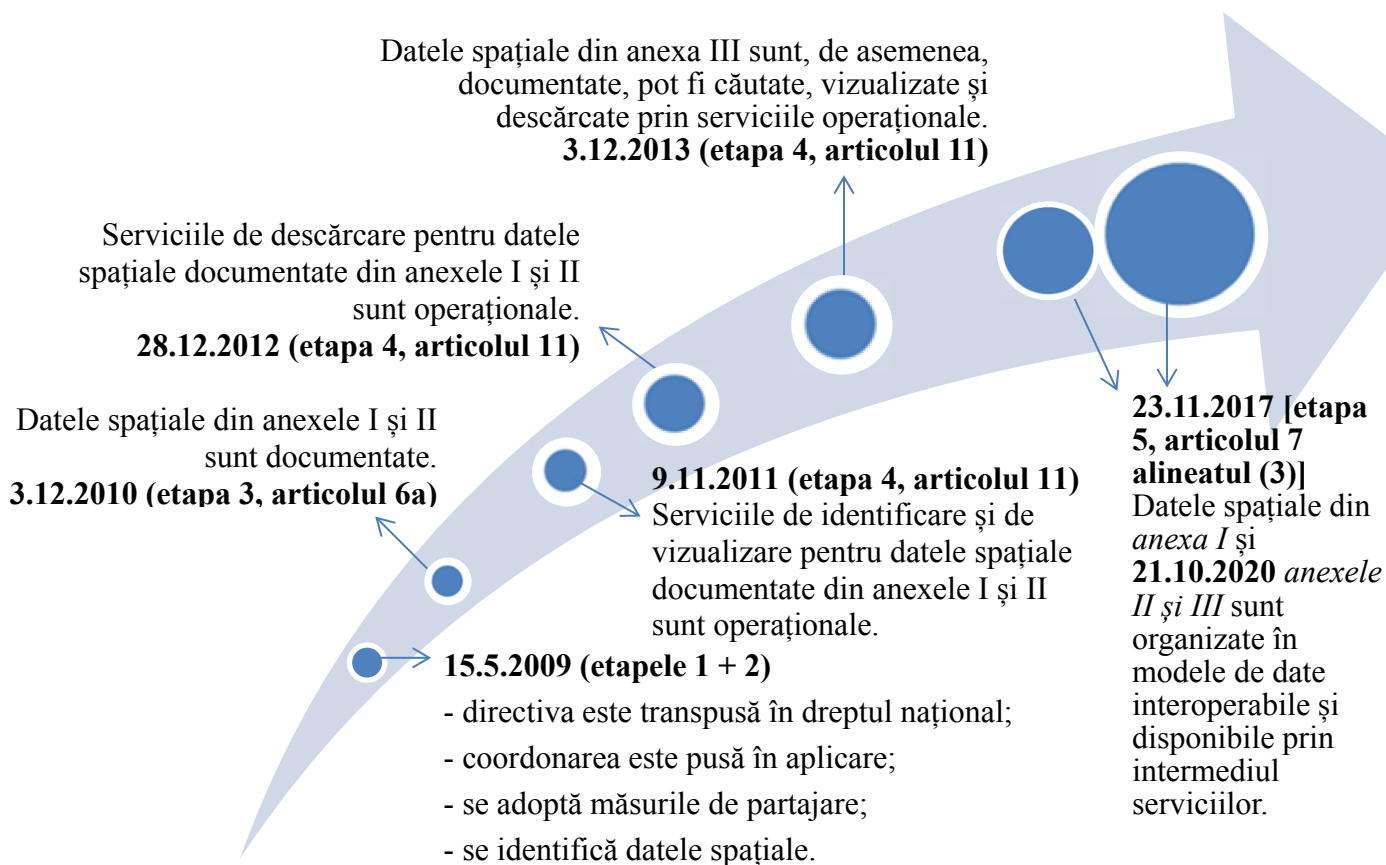 Datele spațiale din anexa III sunt, de asemenea,
documentate, pot fi căutate, vizualizate și
descărcate prin serviciile operaționale.
3.12.2013 (etapa 4, articolul 11)
Serviciile de descărcare pentru datele
spațiale documentate din anexele I și II
sunt operaționale.
28.12.2012 (etapa 4, articolul 11)
Datele spațiale din anexele I și II
sunt documentate.
3.12.2010 (etapa 3, articolul 6a)
9.11.2011 (etapa 4, articolul 11)
Serviciile de identificare și de
vizualizare pentru datele spațiale
documentate din anexele I și II
sunt operaționale.
15.5.2009 (etapele 1 + 2)
- directiva este transpusă în dreptul național;
- coordonarea este pusă în aplicare;
- se adoptă măsurile de partajare;
- se identifică datele spațiale.
23.11.2017 [etapa
5, articolul 7
alineatul (3)]
Datele spațiale din
anexa I și
21.10.2020 anexele
II și III sunt
organizate în
modele de date
interoperabile și
disponibile prin
intermediul
serviciilor.